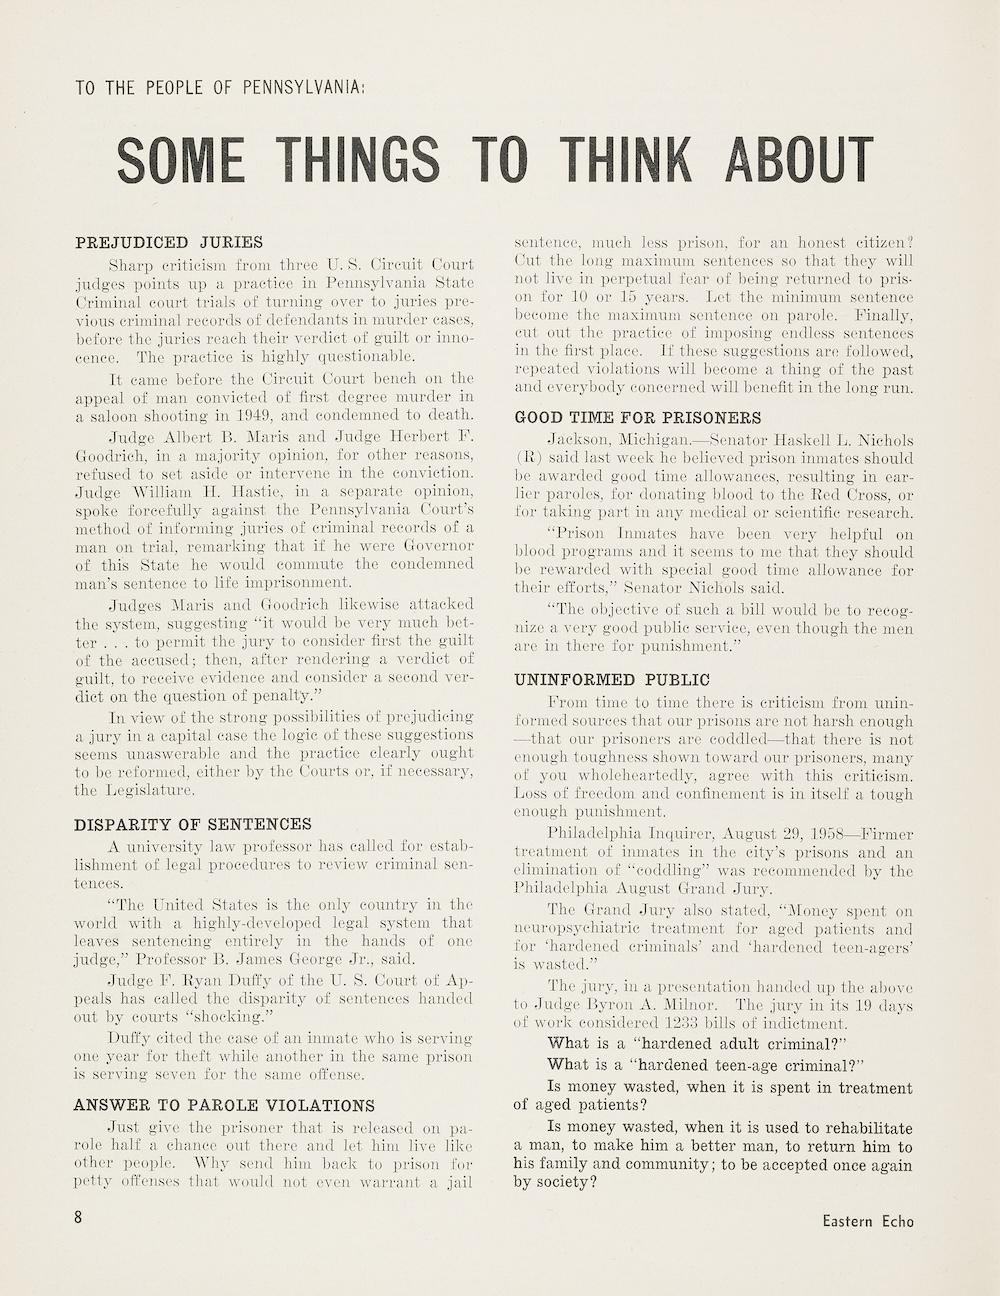 TO THE PEOPLE OF PENNSYLVANIA:
SOME THINGS TO THINK ABOUT
PREJUDICED JURIES
Sharp criticism from three U. S. Circuit Court
judges points up a practice in Pennsylvania State
Criminal court trials of turning over to juries pre-
vious criminal records of defendants in murder cases,
before the juries reach their verdict of guilt or inno-
cence. The practice is highly questionable.
It came before the Circuit Court bench on the
appeal of man convicted of first degree murder in
a saloon shooting in 1949, and condemned to death.
Judge Albert B. Maris and Judge Herbert F.
Goodrich, in a majority opinion, for other reasons,
refused to set aside or intervene in the conviction.
Judge William H. Hastie, in a separate opinion,
spoke forcefully against the Pennsylvania Court's
method of informing juries of criminal records of a
man on trial, remarking that if he were Governor
of this State he would commute the condemned
man's sentence to life imprisonment.
Judges Maris and Goodrich likewise attacked
the system, suggesting "it would be very much bet-
ter . . . to permit the jury to consider first the guilt
of the accused; then, after rendering a verdict of
guilt, to receive evidence and consider a second ver-
dict on the question of penalty."
In view of the strong possibilities of prejudicing
a jury in a capital case the logic of these suggestions
seems unaswerable and the practice clearly ought
to be reformed, either by the Courts or, if necessary,
the Legislature.
DISPARITY OF SENTENCES
A university law professor has called for estab-
lishment of legal procedures to review criminal sen-
tences.
"The United States is the only country in the
world with a highly-developed legal system that
leaves sentencing entirely in the hands of one
judge," Professor B. James George Jr., said.
Judge F. Ryan Duffy of the U. S. Court of Ap-
peals has called the disparity of sentences handed
out by courts "shocking."
Duffy cited the case of an inmate who is serving
one year for theft while another in the same prison
is serving seven for the same offense.
ANSWER TO PAROLE VIOLATIONS
Just give the prisoner that is released on pa-
role half a chance out there and let him live like
other people. Why send him back to prison for
petty offenses that would not even warrant a jail
sentence, much less prison, for an honest citizen?
Cut the long maximum sentences so that they will
not live in perpetual fear of being returned to pris-
on for 10 or 15 years. Let the minimum sentence
become the maximum sentence on parole. Finally,
cut out the practice of imposing endless sentences
in the first place. If these suggestions are followed,
repeated violations will become a thing of the past
and everybody concerned will benefit in the long run.
GOOD TIME FOR PRISONERS
Jackson, Michigan.—Senator Haskell L. Nichols
(R) said last week he believed prison inmates should
be awarded good time allowances, resulting in ear-
lier paroles, for donating blood to the Red Cross, or
for taking part in any medical or scientific research.
"Prison Inmates have been very helpful on
blood programs and it seems to me that they should
be rewarded with special good time allowance for
their efforts," Senator Nichols said.
"The objective of such a bill would be to recog-
nize a very good public service, even though the men
are in there for punishment."
UNINFORMED PUBLIC
From time to time there is criticism from unin-
formed sources that our prisons are not harsh enough
—that our prisoners are coddled—that there is not
enough toughness shown toward our prisoners, many
of you wholeheartedly, agree with this criticism.
Loss of freedom and confinement is in itself a tough
enough punishment.
Philadelphia Inquirer, August 29, 1958—Firmer
treatment of inmates in the city's prisons and an
elimination of "coddling" was recommended by the
Philadelphia August Grand Jury.
The Grand Jury also stated, "Money spent on
neuropsychiatric treatment for aged patients and
for 'hardened criminals' and 'hardened teen-agers'
is wasted."
The jury, in a presentation handed up the above
to Judge Byron A. Milnor. The jury in its 19 days
of work considered 1233 bills of indictment.
What is a "hardened adult criminal?"
What is a "hardened teen-age criminal?"
Is money wasted, when it is spent in treatment
of aged patients?
Is money wasted, when it is used to rehabilitate
a man, to make him a better man, to return him to
his family and community; to be accepted once again
by society?
8
Eastern Echo